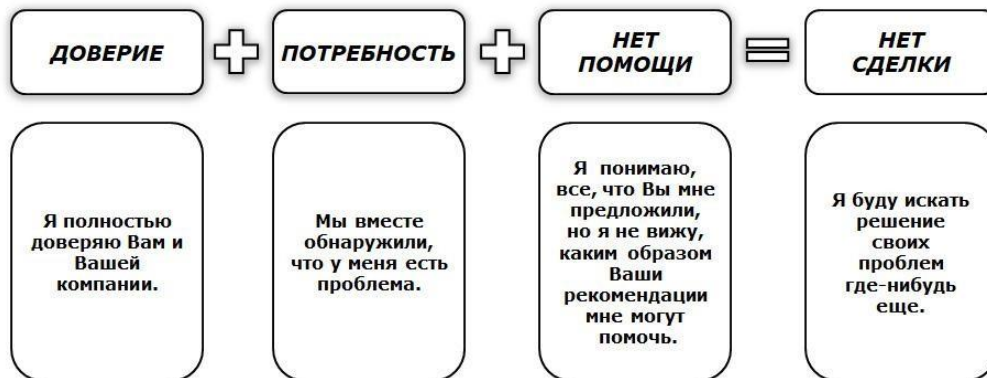 ДОВЕРИЕ
ПОТРЕБНОСТЬ
НЕТ
ПОМОЩИ
НЕТ
СДЕЛКИ
Я полностью
доверяю Вам и
Вашей
компании.
Мы вместе
обнаружили,
что у меня есть
проблема.
Я понимаю,
все, что Вы мне
предложили,
но я не вижу,
каким образом
Ваши
рекомендации
мне могут
помочь.
Я буду искать
решение
своих
проблем
где-нибудь
еще.